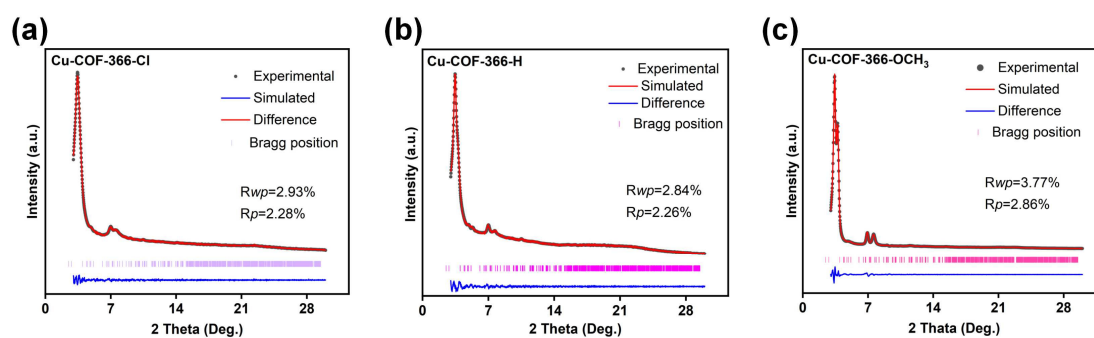 (a)
Cu-COF-366-Cl
Experimental
Simulated
Difference
Bragg position
Rwp=2.93%
Rp=2.28%
Intensity (a.u.)
0 7 14 21 28
2 Theta (Deg.)
(b)
Cu-COF-366-H
Experimental
Simulated
Difference
Bragg position
Rwp=2.84%
Rp=2.26%
Intensity (a.u.)
0 7 14 21 28
2 Theta (Deg.)
(c)
Cu-COF-366-OCH₃
Experimental
Simulated
Difference
Bragg position
Rwp=3.77%
Rp=2.86%
Intensity (a.u.)
0 7 14 21 28
2 Thata (Deg.)